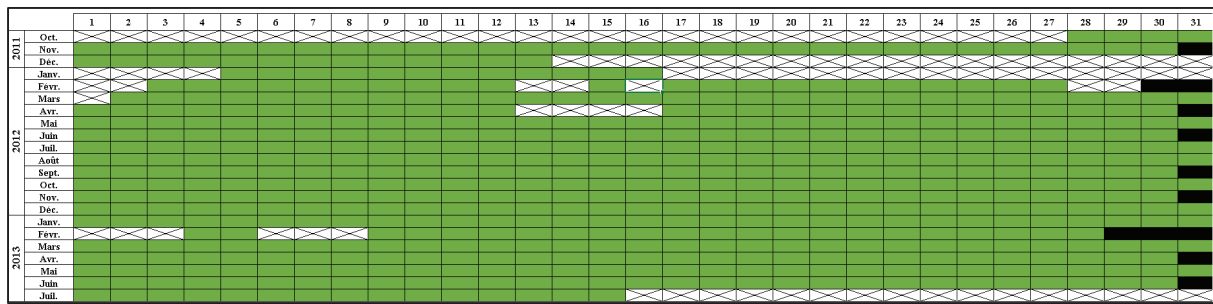 1 2 3 4 5 6 7 8 9 10 11 12 13 14 15 16 17 18 19 20 21 22 23 24 25 26 27 28 29 30 31
2011
Oct.
Nov.
Déc.
2012
Janv.
Févr.
Mars
Avr.
Mai
Juin
Juil.
Août
Sept.
Oct.
Nov.
Déc.
2013
Janv.
Févr.
Mars
Avr.
Mai
Juin
Juil.